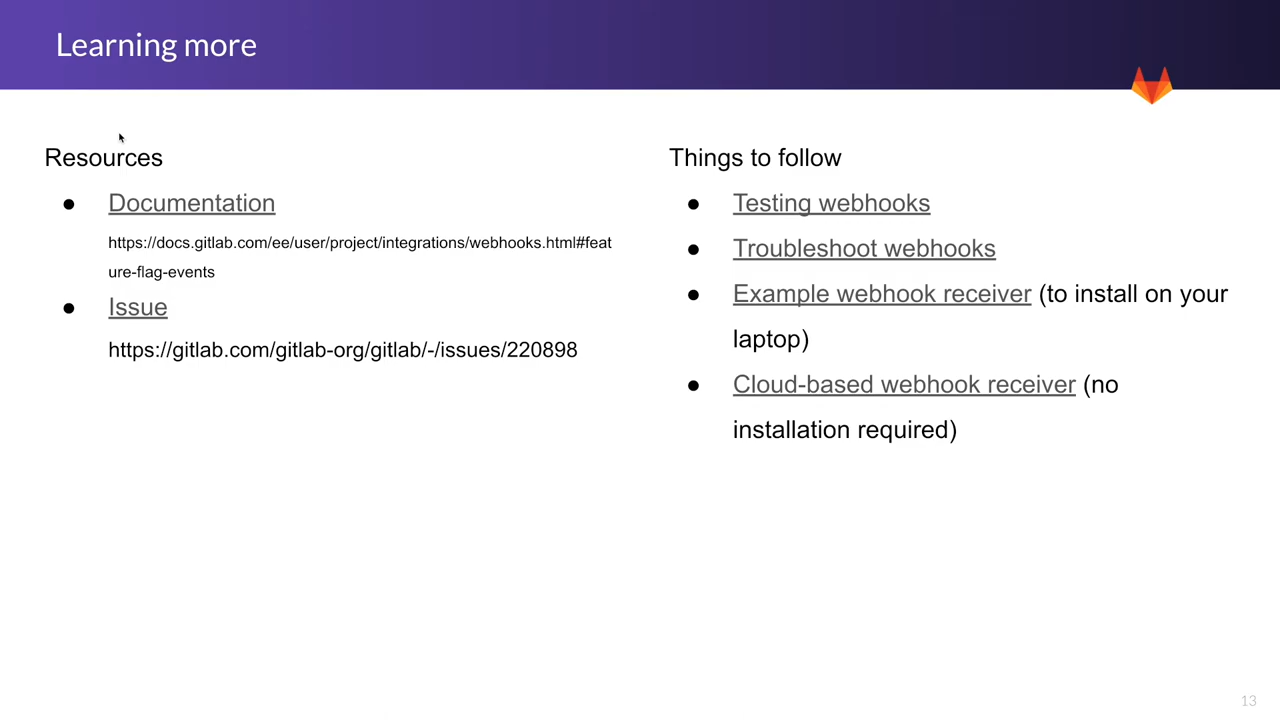 Learning more
Resources
● Documentation
https://docs.gitlab.com/ee/user/project/integrations/webhooks.html#feat
ure-flag-events
● Issue
https://gitlab.com/gitlab-org/gitlab/-/issues/220898
Things to follow
● Testing webhooks
● Troubleshoot webhooks
● Example webhook receiver (to install on your
laptop)
● Cloud-based webhook receiver (no
installation required)
13